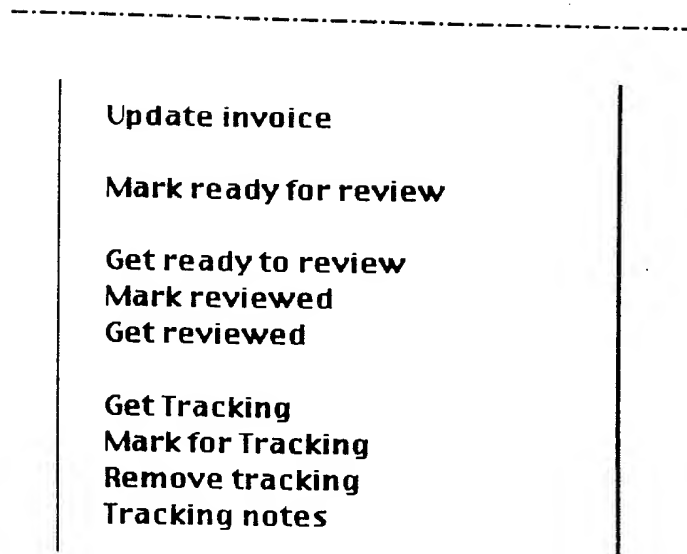 Update invoice
Mark ready for review
Get ready to review
Mark reviewed
Get reviewed
Get Tracking
Mark for Tracking
Remove tracking
Tracking notes